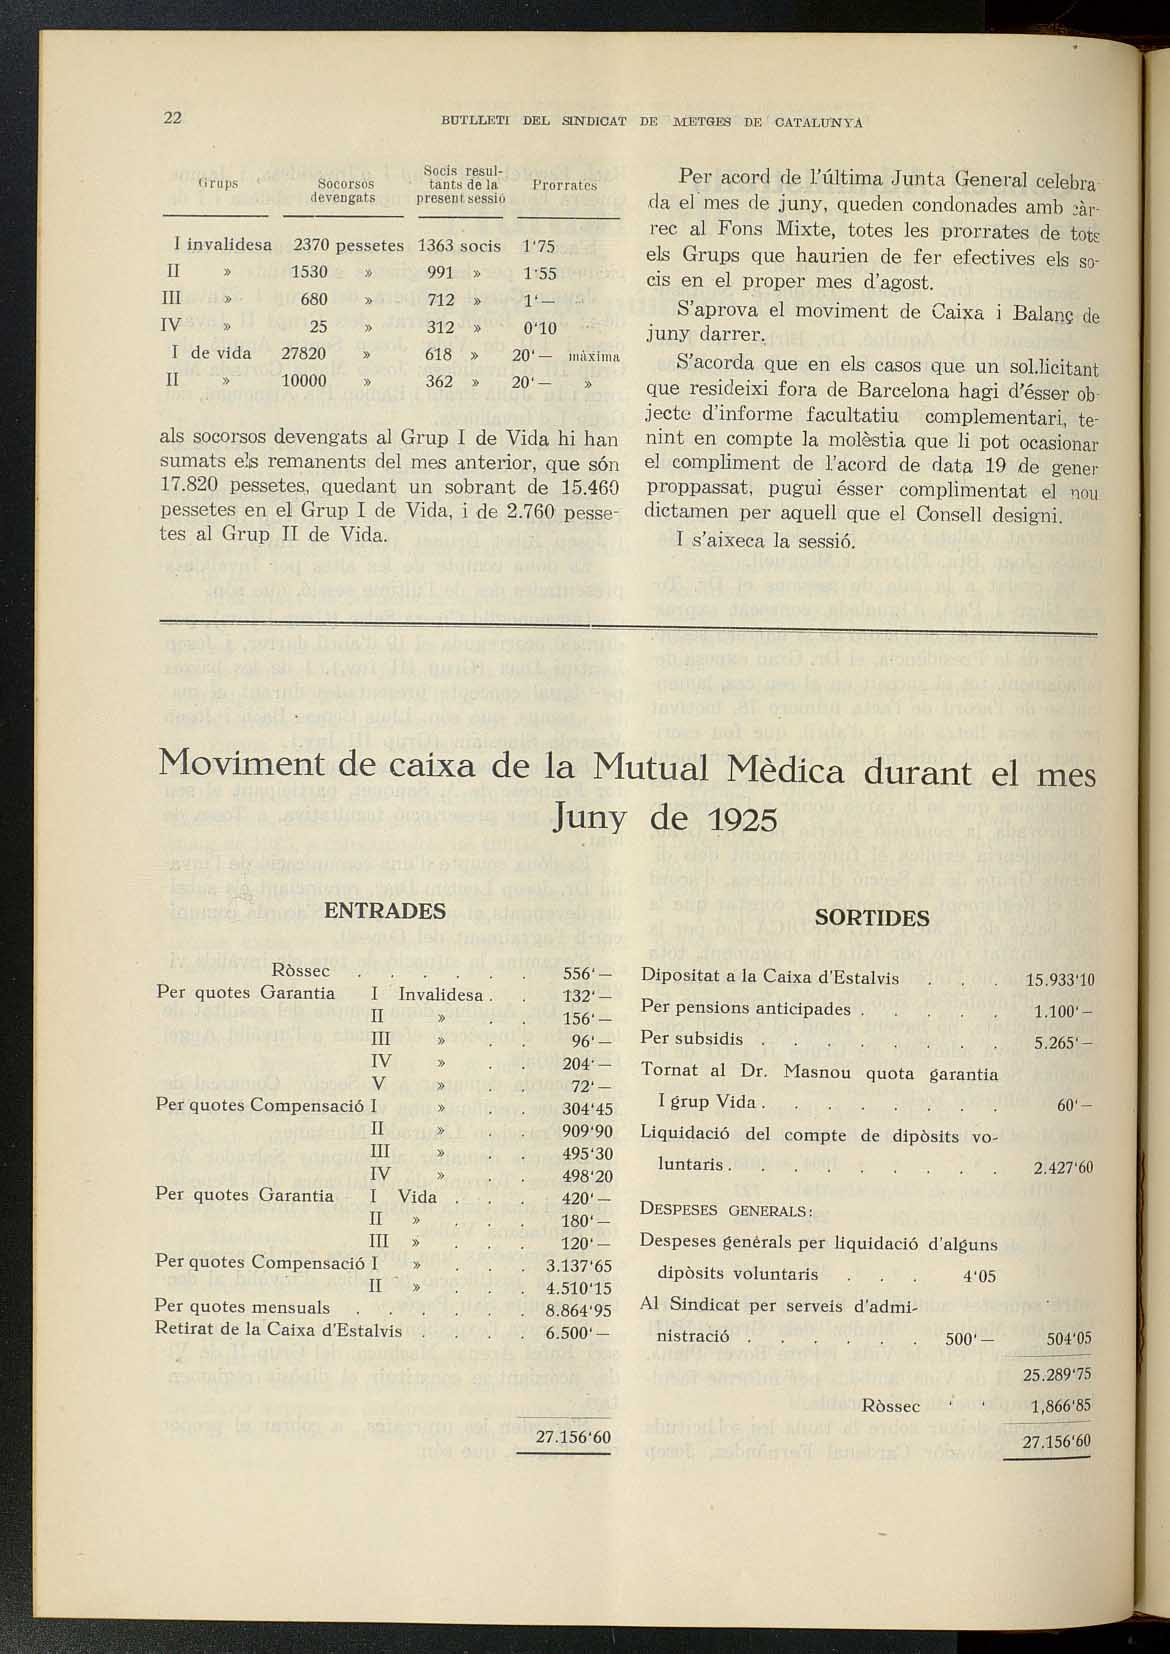 22
BUTLLETI DEL SINDICAT DE METGES DE CATALUNYA
Grups Socorsos devengats Socis resul- tants de la present sessió Prorrates
I invalidesa 2370 pessetes 1363 socis 1'75
II » 1530 » 991 » 1'55
III » 680 » 712 » 1'—
IV » 25 » 312 » 0'10
I de vida 27820 » 618 » 20'— màxima
II » 10000 » 362 » 20'— »
als socorsos devengats al Grup I de Vida hi han
sumats els remanents del mes anterior, que són
17.820 pessetes, quedant un sobrant de 15.460
pessetes en el Grup I de Vida, i de 2.760 pesse-
tes al Grup II de Vida.
Per acord de l'última Junta General celebra-
da el mes de juny, queden condonades amb càr-
rec al Fons Mixte, totes les prorrates de tots
els Grups que haurien de fer efectives els so-
cis en el proper mes d'agost.
S'aprova el moviment de Caixa i Balanç de
juny darrer.
S'acorda que en els casos que un sol.licitant
que resideixi fora de Barcelona hagi d'ésser ob-
jecte d'informe facultatiu complementari, te-
nint en compte la molèstia que li pot ocasionar
el compliment de l'acord de data 19 de gener
proppassat, pugui ésser complimentat el nou
dictamen per aquell que el Consell designi.
I s'aixeca la sessió.
Moviment de caixa de la Mutual Mèdica durant el mes
Juny de 1925
ENTRADES
Ròssec . . . . . . 556'—
Per quotes Garantia I Invalidesa . . 132'—
II » . . 156'—
III » . . 96'—
IV » . . 204'—
V » . . 72'—
Per quotes Compensació I » . 304'45
II » . . 909'90
III » . . 495'30
IV » . 498'20
Per quotes Garantia I Vida . . . 420'—
II » . . . 180'—
III » . . . 120'—
Per quotes Compensació I » . . . 3.137'65
II » . . . 4.510'15
Per quotes mensuals . . . . . . 8.864'95
Retirat de la Caixa d'Estalvis . . . . 6.500'—
27.156'60
SORTIDES
Dipositat a la Caixa d'Estalvis . . . 15.933'10
Per pensions anticipades . . . . . 1.100'—
Per subsidis . . . . . . . . 5.265'—
Tornat al Dr. Masnou quota garantia
I grup Vida . . . . . . . . 60'—
Liquidació del compte de dipòsits vo-
luntaris . . . . . . . . . 2.427'60
DESPESES GENERALS:
Despeses genèrals per liquidació d'alguns
dipòsits voluntaris . . . 4'05
Al Sindicat per serveis d'admi-
nistració . . . . . . 500'— 504'05
25.289'75
Ròssec ' ' 1,866'85
27.156'60